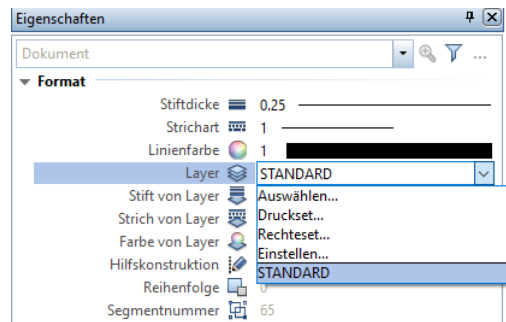 Eigenschaften
Dokument
...
Format
Stiftdicke 0.25
Strichart 1
Linienfarbe 1
Layer STANDARD
Stift von Layer Auswählen...
Strich von Layer Druckset...
Farbe von Layer Rechteset...
Hilfskonstruktion Einstellen...
STANDARD
Reihenfolge 0
Segmentnummer 65